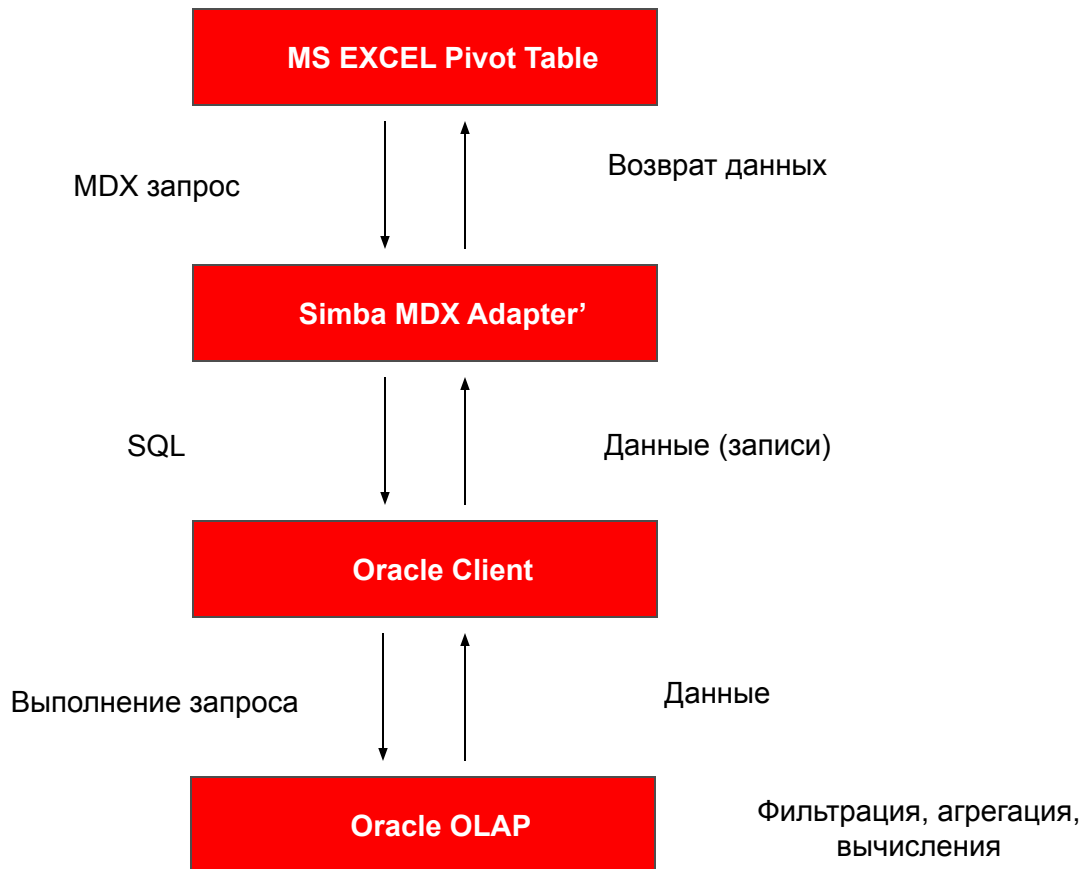 MS EXCEL Pivot Table
MDX запрос
Возврат данных
Simba MDX Adapter’
SQL
Данные (записи)
Oracle Client
Выполнение запроса
Данные
Oracle OLAP
Фильтрация, агрегация,
вычисления